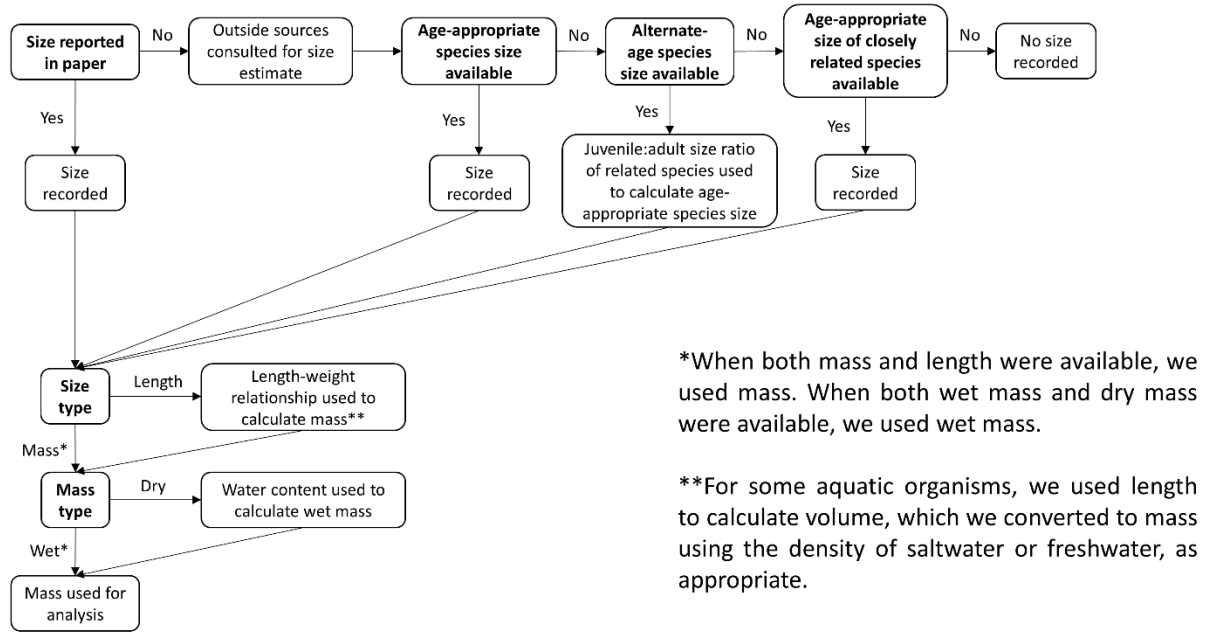 Size reported
in paper
No
Outside sources
consulted for size
estimate
Age-appropriate
species size
available
No
Alternate-
age species
size available
No
Age-appropriate
size of closely
related species
available
No
No size
recorded
Yes
Yes
Yes
Yes
Size
recorded
Size
recorded
Juvenile:adult size ratio
of related species used
to calculate age-
appropriate species size
Size
recorded
Size
type
Length
Length-weight
relationship used to
calculate mass**
Mass*
Mass
type
Dry
Water content used to
calculate wet mass
Wet*
Mass used for
analysis
*When both mass and length were available, we
used mass. When both wet mass and dry mass
were available, we used wet mass.
**For some aquatic organisms, we used length
to calculate volume, which we converted to mass
using the density of saltwater or freshwater, as
appropriate.